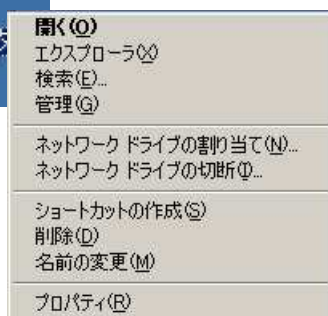 開く(O)
エクスプローラ(X)
検索(E)...
管理(G)
ネットワーク ドライブの割り当て(N)...
ネットワーク ドライブの切断(I)...
ショートカットの作成(S)
削除(D)
名前の変更(M)
プロパティ(R)